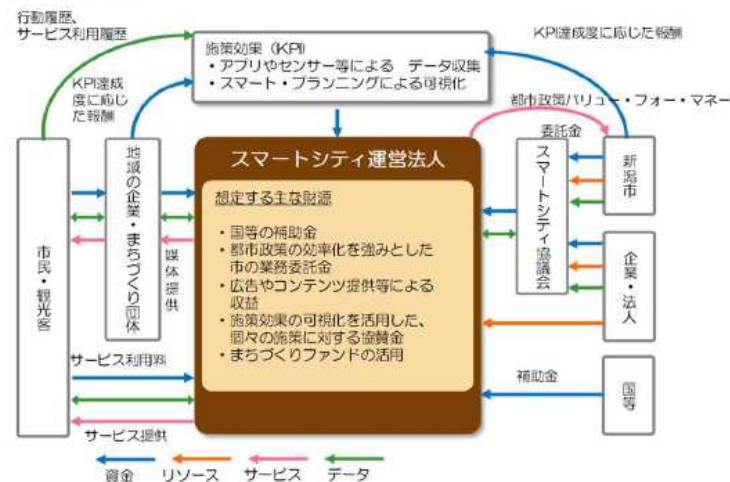 行動履歴、
サービス利用履歴
施策効果(KPI)
・アプリやセンサー等による データ収集
・スマート・プランニングによる可視化
KPI達成度に応じた報酬
KPI達成
度に応じ
た報酬
都市政策バリュー・フォー・マネー
委託金
市民・観光客
地域の企業・まちづくり団体
スマートシティ運営法人
想定する主な財源
・国等の補助金
・都市政策の効率化を強みとした
市の業務委託金
・広告やコンテンツ提供等による
収益
・施策効果の可視化を活用した、
個々の施策に対する協賛金
・まちづくりファンドの活用
媒体提供
スマートシティ協議会
新潟市
企業・法人
国等
補助金
サービス利用料
サービス提供
資金
リソース
サービス
データ